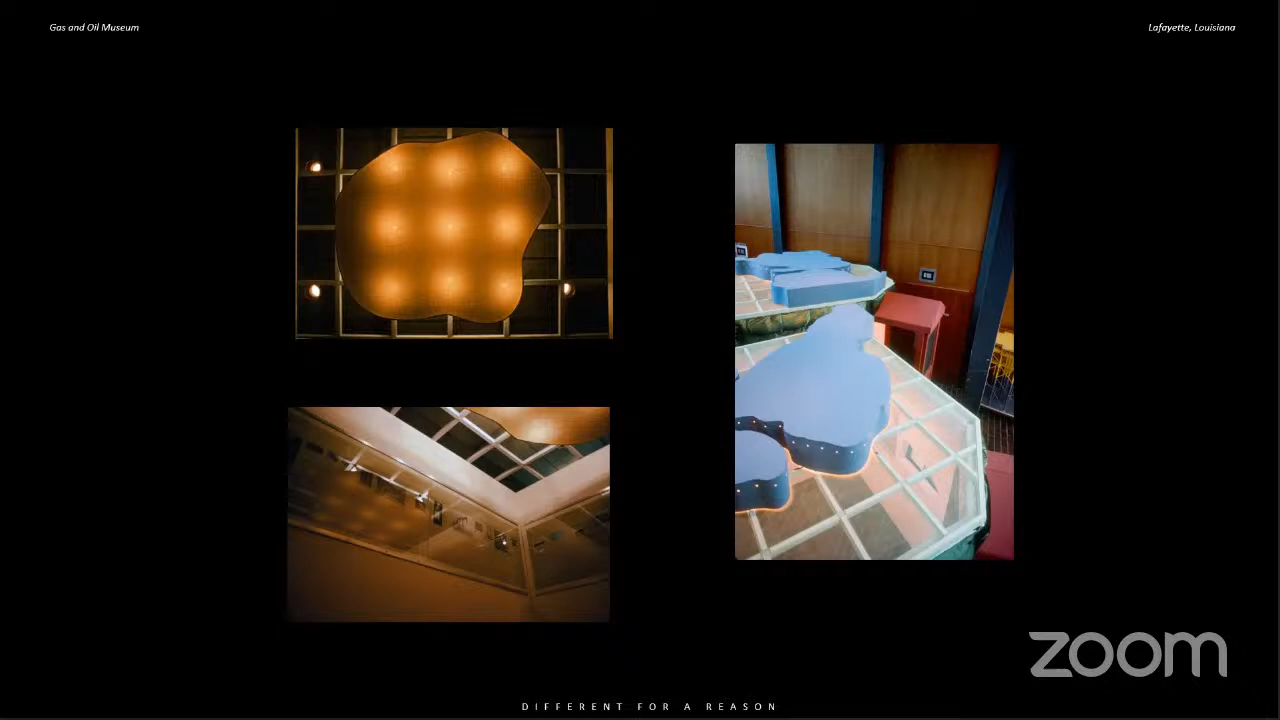 Gas and Oil Museum
Lafayette, Louisiana
zoom
DIFFERENT FOR A REASON